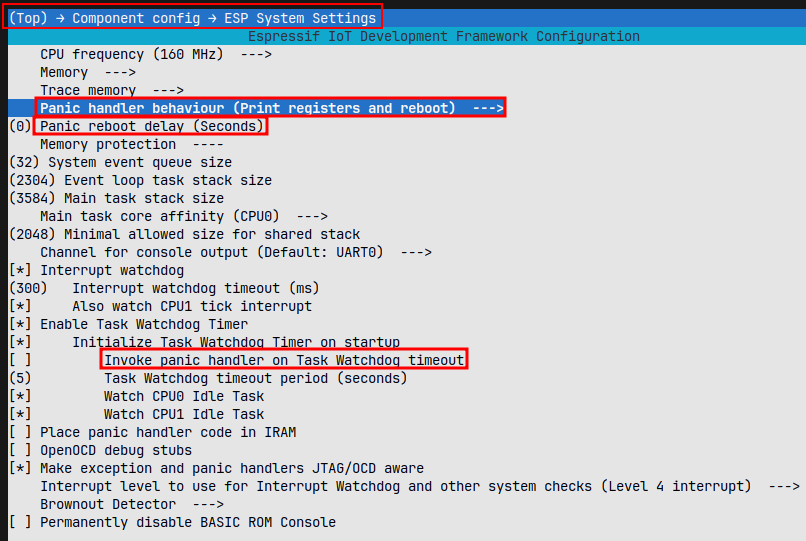 (Top) → Component config → ESP System Settings
Espressif IoT Development Framework Configuration
CPU frequency (160 MHz)  --->
Memory  --->
Trace memory  --->
Panic handler behaviour (Print registers and reboot)  --->
(0) Panic reboot delay (Seconds)
Memory protection  ----
(32) System event queue size
(2304) Event loop task stack size
(3584) Main task stack size
Main task core affinity (CPU0)  --->
(2048) Minimal allowed size for shared stack
Channel for console output (Default: UART0)  --->
[*] Interrupt watchdog
(300)   Interrupt watchdog timeout (ms)
[*]     Also watch CPU1 tick interrupt
[*] Enable Task Watchdog Timer
[*]     Initialize Task Watchdog Timer on startup
[ ]         Invoke panic handler on Task Watchdog timeout
(5)         Task Watchdog timeout period (seconds)
[*]         Watch CPU0 Idle Task
[*]         Watch CPU1 Idle Task
[ ] Place panic handler code in IRAM
[ ] OpenOCD debug stubs
[*] Make exception and panic handlers JTAG/OCD aware
Interrupt level to use for Interrupt Watchdog and other system checks (Level 4 interrupt)  --->
Brownout Detector  --->
[ ] Permanently disable BASIC ROM Console